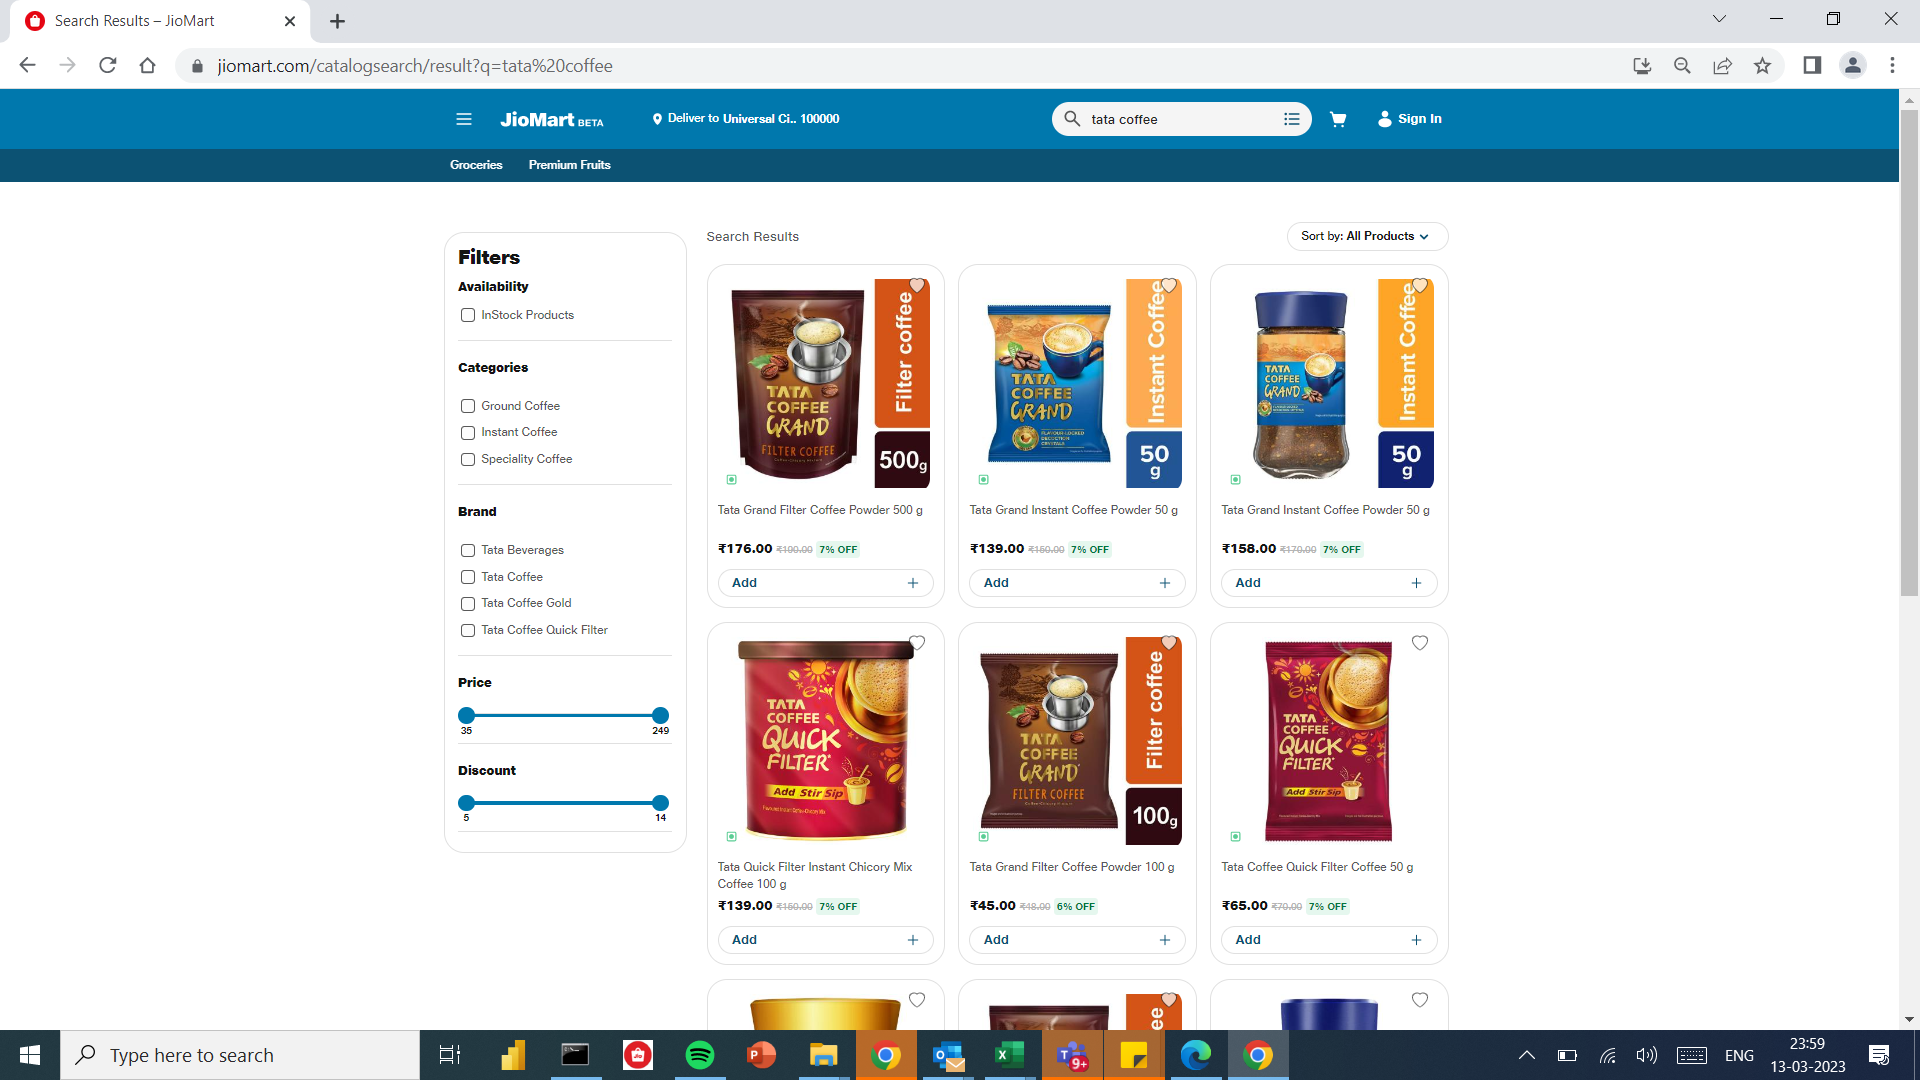 Search Results – JioMart
jiomart.com/catalogsearch/result?q=tata%20coffee
JioMart BETA
Deliver to Universal Ci.. 100000
tata coffee
Sign In
Groceries
Premium Fruits
Filters
Availability
InStock Products
Categories
Ground Coffee
Instant Coffee
Speciality Coffee
Brand
Tata Beverages
Tata Coffee
Tata Coffee Gold
Tata Coffee Quick Filter
Price
35
249
Discount
5
14
Search Results
Sort by: All Products
TATA
COFFEE
GRAND
FILTER COFFEE
Filter coffee
500g
Tata Grand Filter Coffee Powder 500 g
₹176.00 ₹190.00 7% OFF
Add
TATA
COFFEE
GRAND
FLAVOUR-LOCKED
DECOCTION
CRYSTALS
Instant Coffee
50
g
Tata Grand Instant Coffee Powder 50 g
₹139.00 ₹150.00 7% OFF
Add
TATA
COFFEE
GRAND
Instant Coffee
50
g
Tata Grand Instant Coffee Powder 50 g
₹158.00 ₹170.00 7% OFF
Add
TATA
COFFEE
QUICK
FILTER
Add Stir Sip
Tata Quick Filter Instant Chicory Mix
Coffee 100 g
₹139.00 ₹150.00 7% OFF
Add
TATA
COFFEE
GRAND
FILTER COFFEE
Filter coffee
100g
Tata Grand Filter Coffee Powder 100 g
₹45.00 ₹48.00 6% OFF
Add
TATA
COFFEE
QUICK
FILTER
Add Stir Sip
Tata Coffee Quick Filter Coffee 50 g
₹65.00 ₹70.00 7% OFF
Add
Type here to search
9+
ENG
23:59
13-03-2023